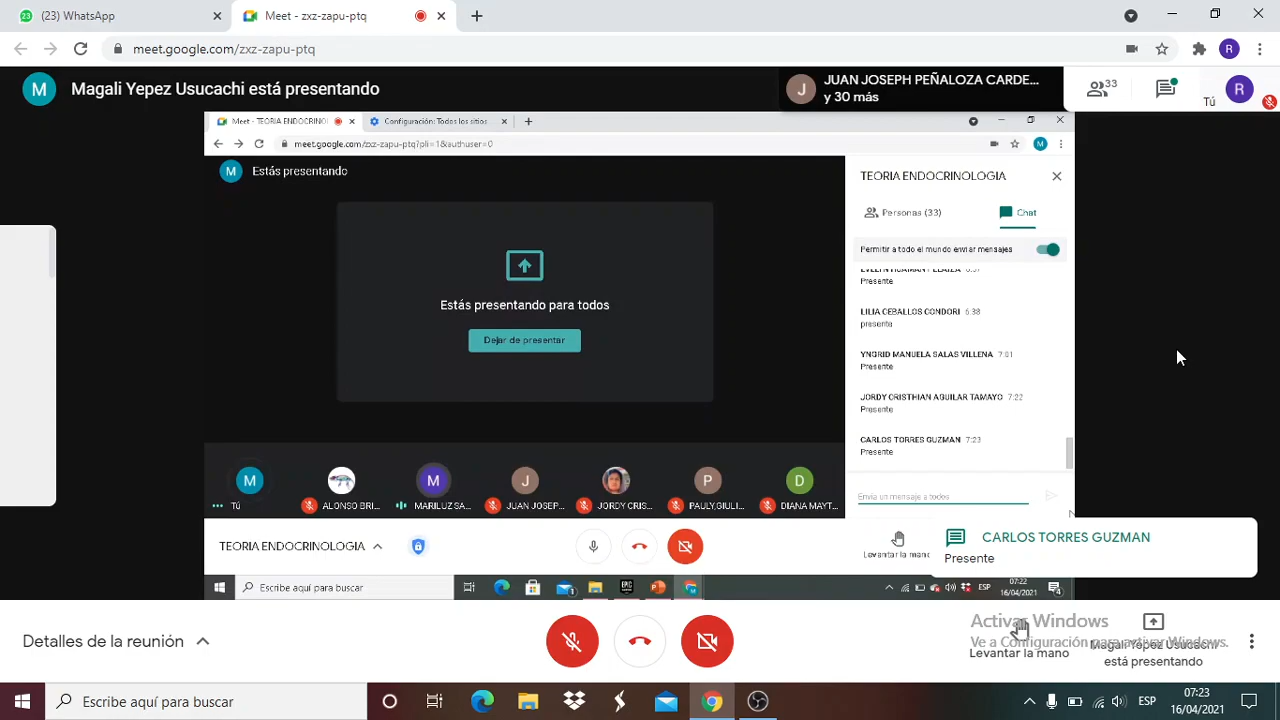 (23) WhatsApp
Meet - zxz-zapu-ptq
meet.google.com/zxz-zapu-ptq
R
M
Magali Yepez Usucachi está presentando
J
JUAN JOSEPH PEÑALOZA CARDE...
y 30 más
33
Tú
R
Meet - TEORIA ENDOCRINOL
Configuración: Todos los sitios
meet.google.com/zxz-zapu-ptq?pli=1&authuser=0
M
M
Estás presentando
Estás presentando para todos
Dejar de presentar
TEORIA ENDOCRINOLOGIA
Personas (33)
Chat
Permitir a todo el mundo enviar mensajes
Presente
LILIA CEBALLOS CONDORI 6:38
presente
YNGRID MANUELA SALAS VILLENA 7:01
Presente
JORDY CRISTHIAN AGUILAR TAMAYO 7:22
Presente
CARLOS TORRES GUZMAN 7:23
Presente
Envía un mensaje a todos
M
M
J
P
D
Tú
ALONSO BRI...
MARILUZ SA...
JUAN JOSEP...
JORDY CRIS...
PAULY,GIULI...
DIANA MAYT...
TEORIA ENDOCRINOLOGIA
Levantar la mano
CARLOS TORRES GUZMAN
Presente
Escribe aquí para buscar
ESP
07:22
16/04/2021
Detalles de la reunión
Activar Windows
Ve a Configuración para activar Windows.
Levantar la mano
Magali Yepez Usucachi
está presentando
Escribe aquí para buscar
ESP
07:23
16/04/2021